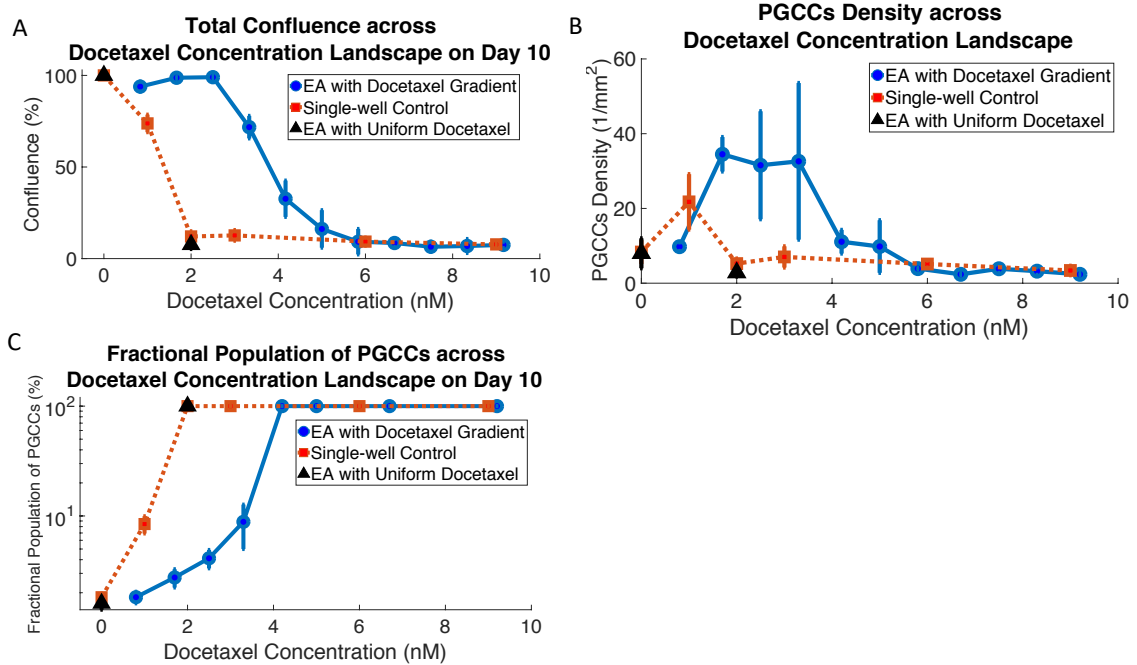 A
Total Confluence across
Docetaxel Concentration Landscape on Day 10
Confluence (%)
100
50
0
EA with Docetaxel Gradient
Single-well Control
EA with Uniform Docetaxel
0 2 4 6 8 10
Docetaxel Concentration (nM)
B
PGCCs Density across
Docetaxel Concentration Landscape
PGCCs Density (1/mm²)
60
40
20
0
EA with Docetaxel Gradient
Single-well Control
EA with Uniform Docetaxel
0 2 4 6 8 10
Docetaxel Concentration (nM)
C
Fractional Population of PGCCs across
Docetaxel Concentration Landscape on Day 10
Fractional Population of PGCCs (%)
10²
10¹
EA with Docetaxel Gradient
Single-well Control
EA with Uniform Docetaxel
0 2 4 6 8 10
Docetaxel Concentration (nM)